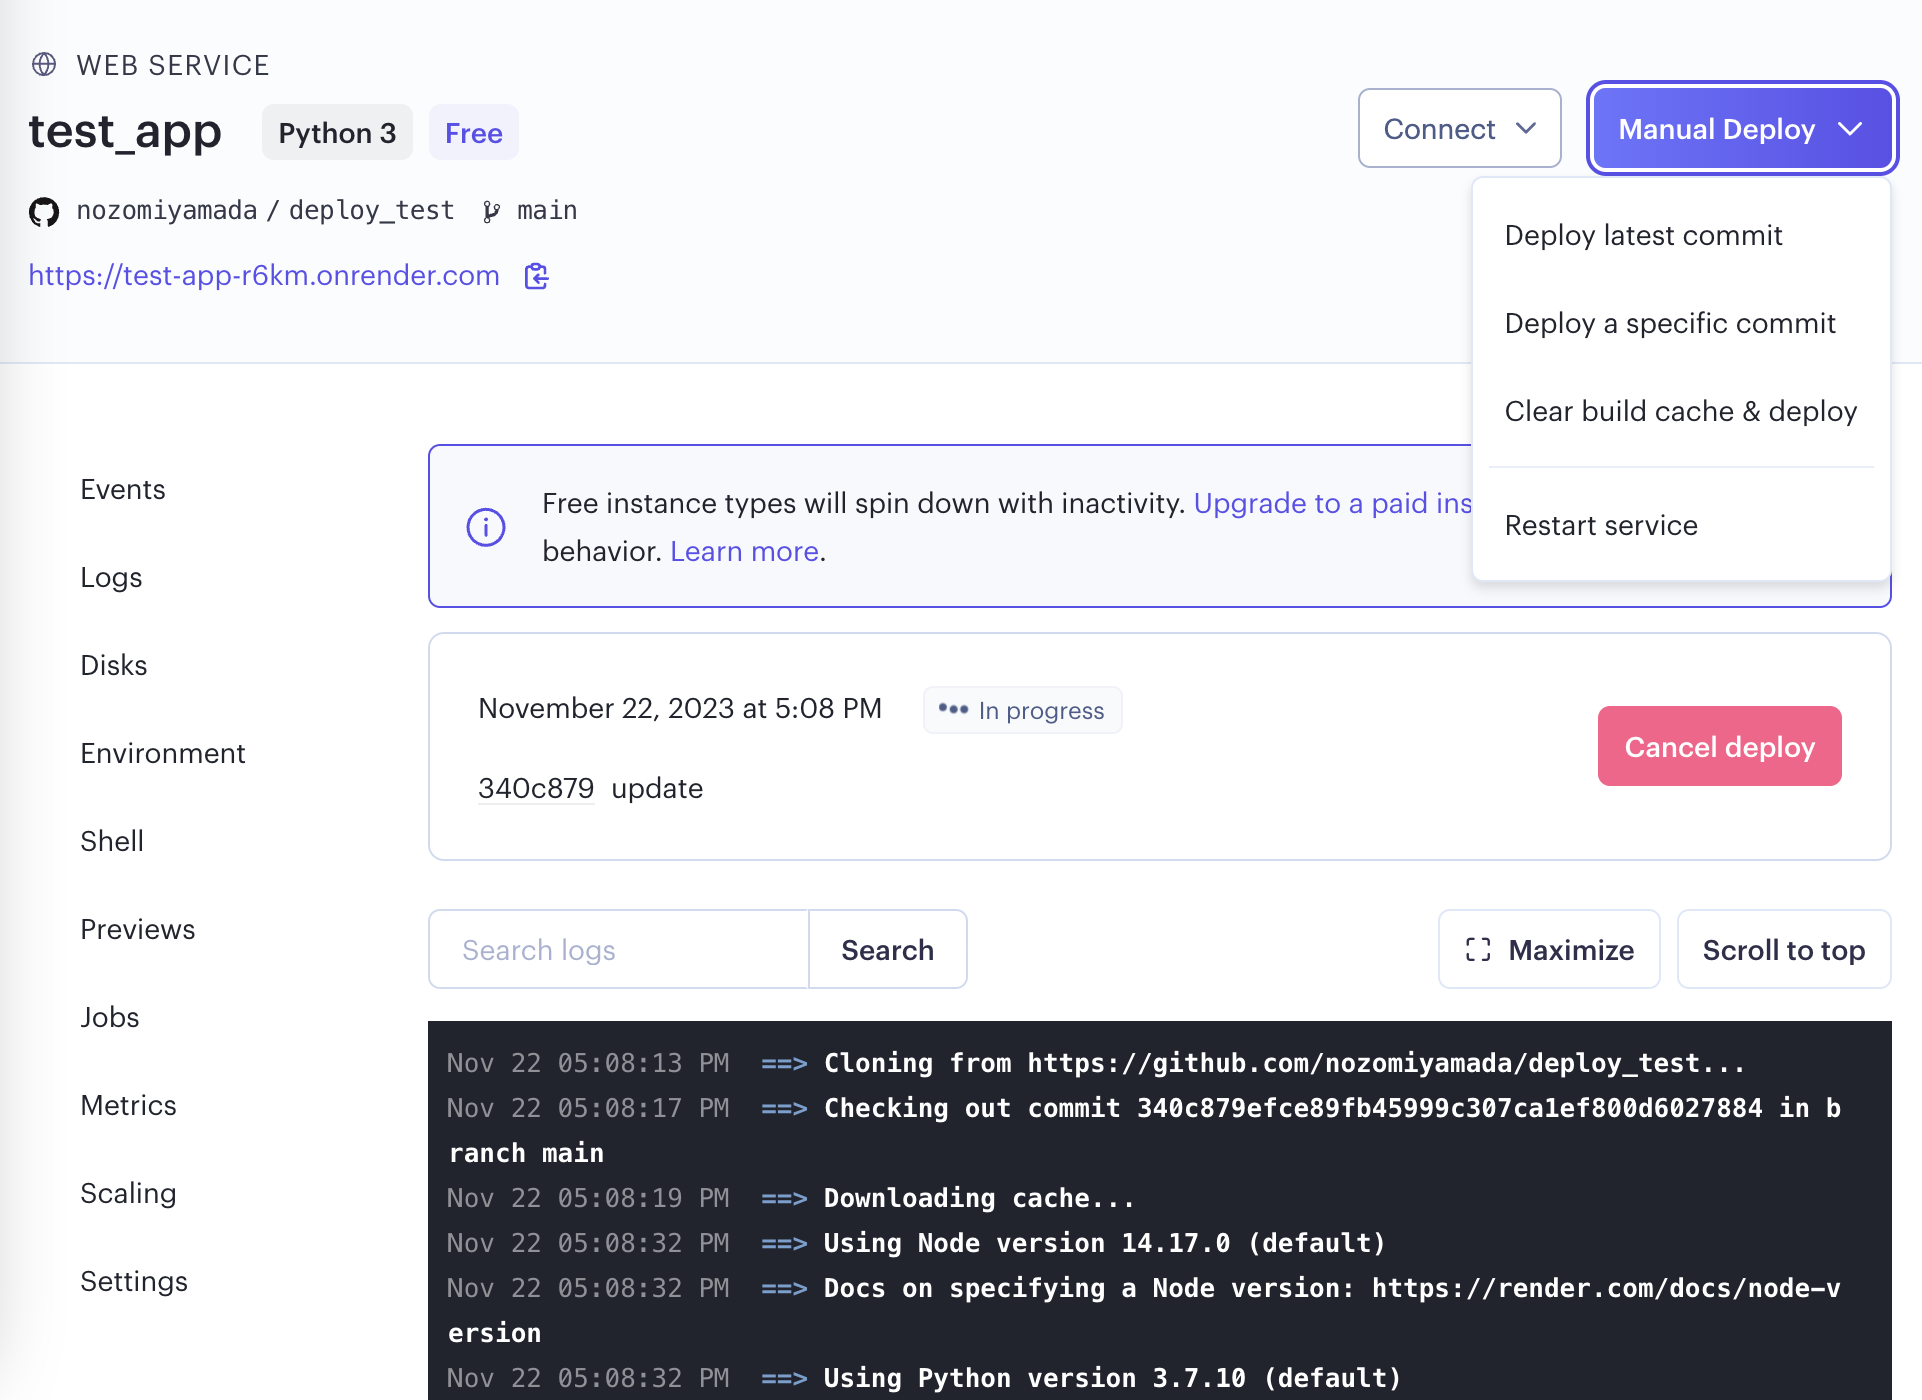 WEB SERVICE
test_app Python 3 Free
Connect Manual Deploy
nozomiyamada / deploy_test main
https://test-app-r6km.onrender.com
Deploy latest commit
Deploy a specific commit
Clear build cache & deploy
Restart service
Events
Logs
Disks
Environment
Shell
Previews
Jobs
Metrics
Scaling
Settings
Free instance types will spin down with inactivity. Upgrade to a paid ins
behavior. Learn more.
November 22, 2023 at 5:08 PM In progress
340c879 update
Cancel deploy
Search logs Search Maximize Scroll to top
Nov 22 05:08:13 PM ==> Cloning from https://github.com/nozomiyamada/deploy_test...
Nov 22 05:08:17 PM ==> Checking out commit 340c879efce89fb45999c307ca1ef800d6027884 in b
ranch main
Nov 22 05:08:19 PM ==> Downloading cache...
Nov 22 05:08:32 PM ==> Using Node version 14.17.0 (default)
Nov 22 05:08:32 PM ==> Docs on specifying a Node version: https://render.com/docs/node-v
ersion
Nov 22 05:08:32 PM ==> Using Python version 3.7.10 (default)